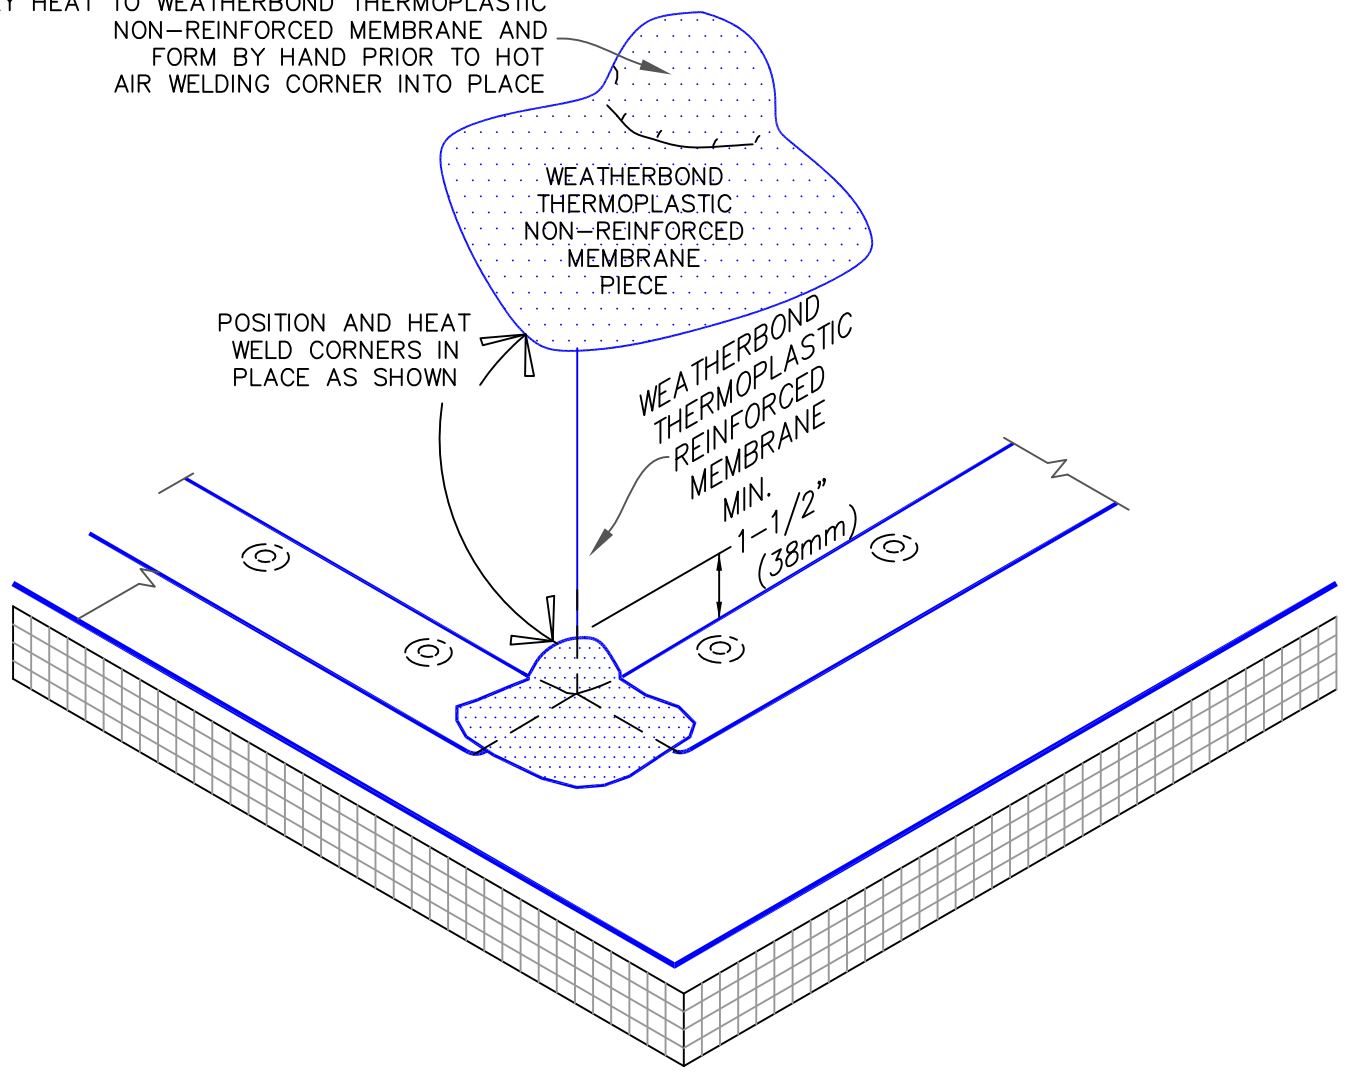 HEAT TO WEATHERBOND THERMOPLASTIC
NON-REINFORCED MEMBRANE AND
FORM BY HAND PRIOR TO HOT
AIR WELDING CORNER INTO PLACE
WEATHERBOND
THERMOPLASTIC
NON-REINFORCED
MEMBRANE
PIECE
POSITION AND HEAT
WELD CORNERS IN
PLACE AS SHOWN
WEATHERBOND
THERMOPLASTIC
REINFORCED
MEMBRANE
MIN.
1-1/2"
(38mm)